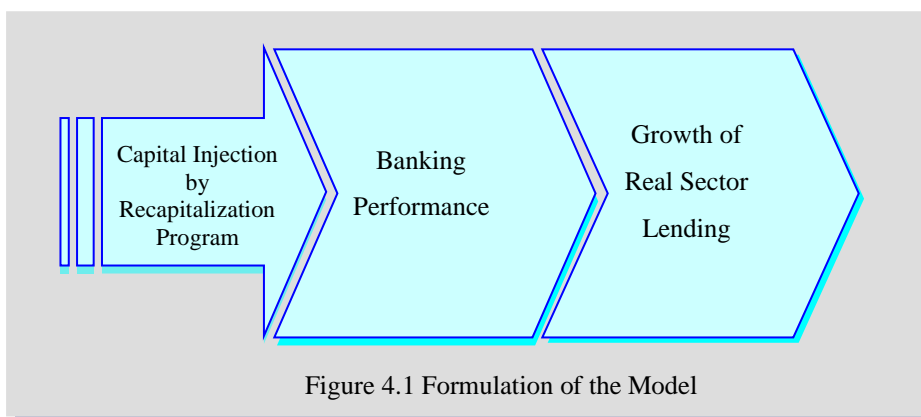 Capital Injection
by
Recapitalization
Program
Banking
Performance
Growth of
Real Sector
Lending
Figure 4.1 Formulation of the Model